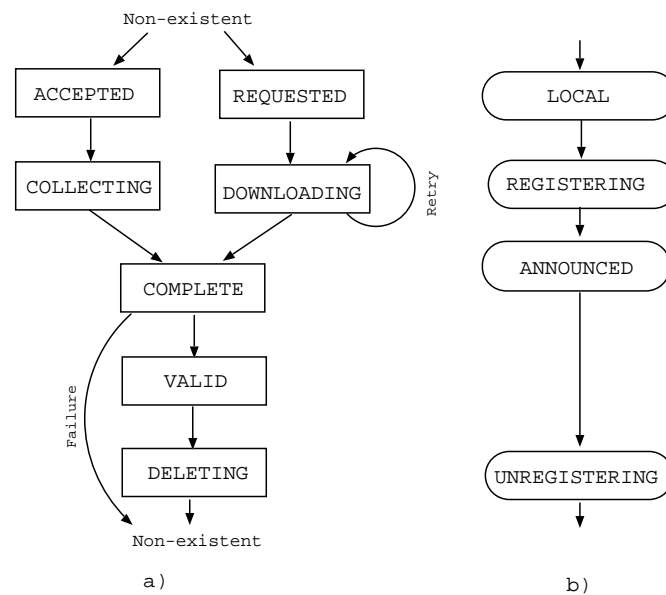 Non-existent
ACCEPTED
REQUESTED
COLLECTING
DOWNLOADING
Retry
COMPLETE
Failure
VALID
DELETING
Non-existent
a)
LOCAL
REGISTERING
ANNOUNCED
UNREGISTERING
b)